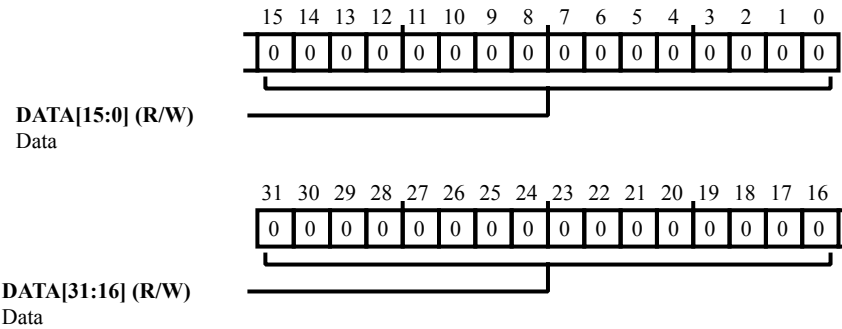 15 14 13 12 11 10 9 8 7 6 5 4 3 2 1 0
0 0 0 0 0 0 0 0 0 0 0 0 0 0 0 0
DATA[15:0] (R/W)
Data
31 30 29 28 27 26 25 24 23 22 21 20 19 18 17 16
0 0 0 0 0 0 0 0 0 0 0 0 0 0 0 0
DATA[31:16] (R/W)
Data